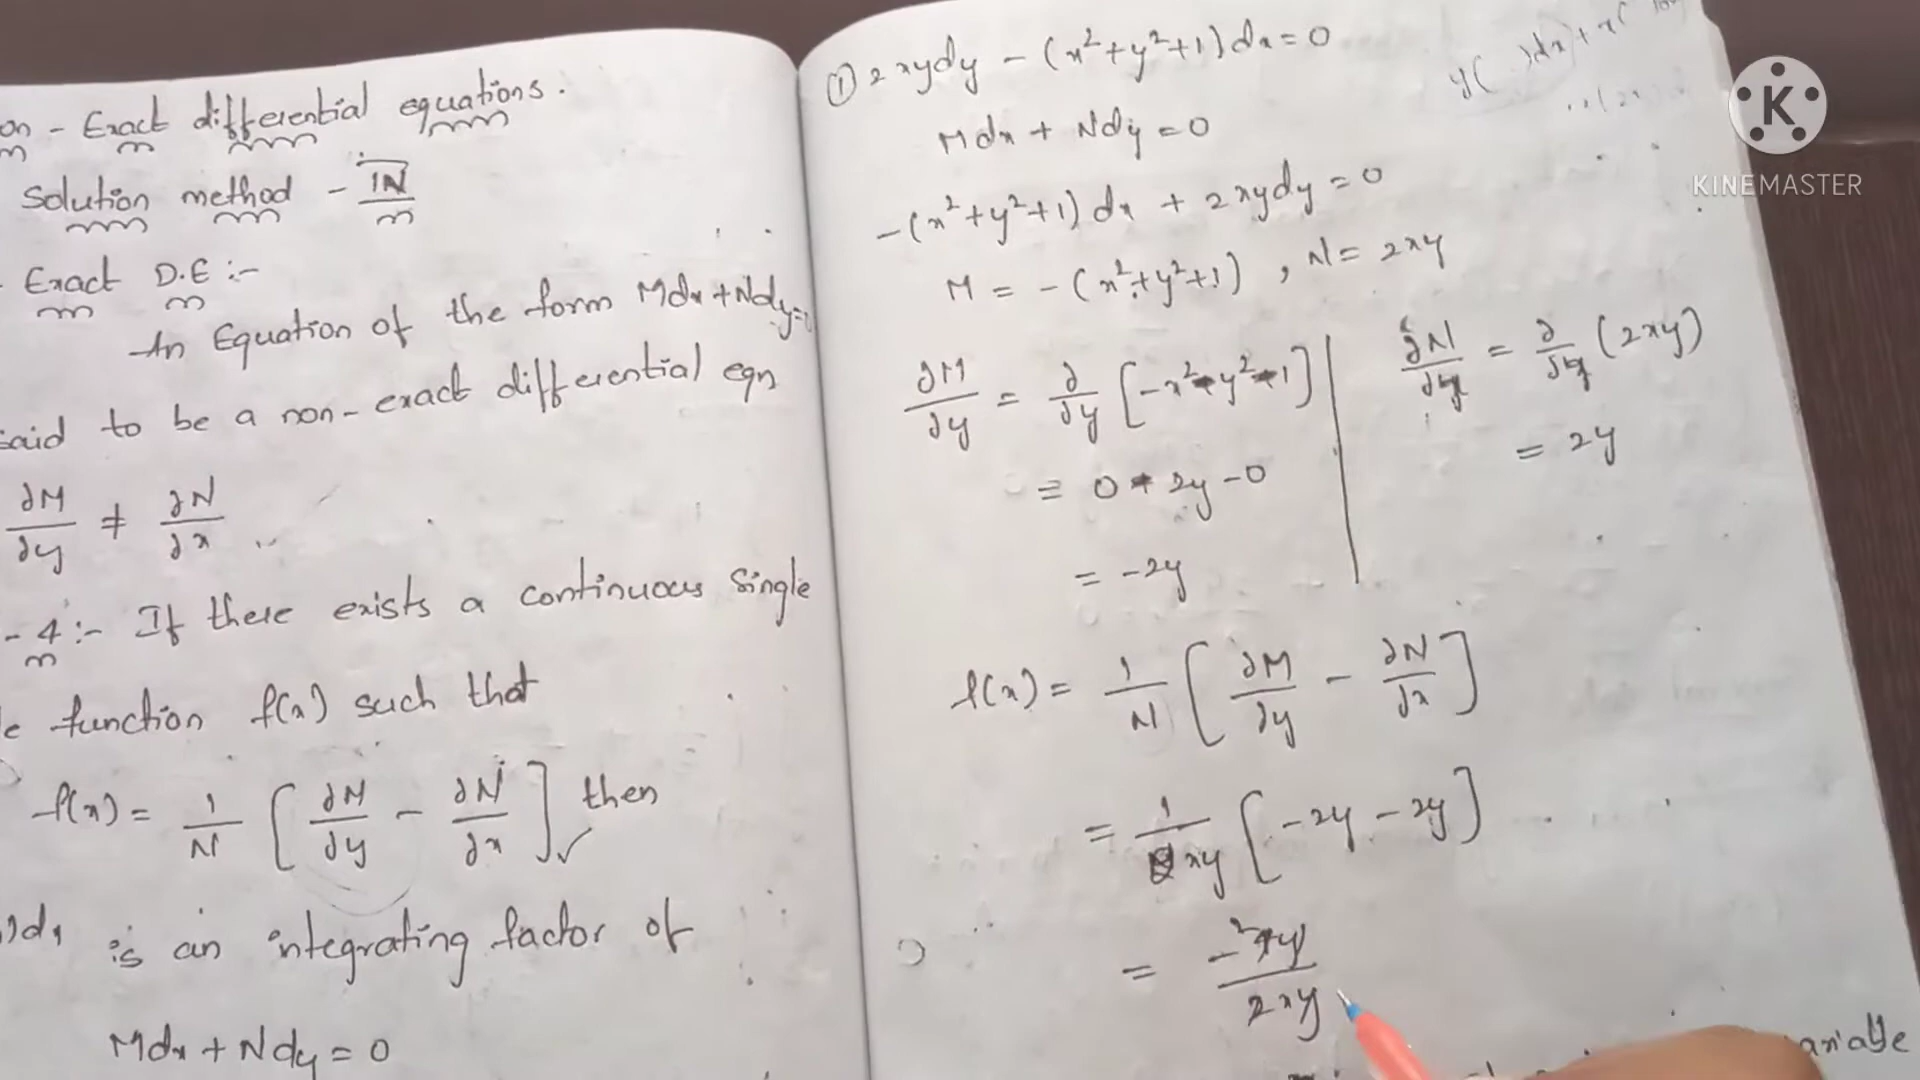 on - Exact differential equations.
Solution method - IV
- Exact D.E :-
An Equation of the form Mdx + Ndy = 0
said to be a non-exact differential eqn
∂M/∂y ≠ ∂N/∂x
- 4 :- If there exists a continuous single
e function f(x) such that
f(x) = 1/N [∂M/∂y - ∂N/∂x] then
)dx is an integrating factor of
Mdx + Ndy = 0
① 2xydy - (x² + y² + 1) dx = 0
Mdx + Ndy = 0
-(x² + y² + 1) dx + 2xydy = 0
M = -(x² + y² + 1) , N = 2xy
∂M/∂y = ∂/∂y [-x² - y² - 1]
= 0 - 2y - 0
= -2y
∂N/∂x = ∂/∂x (2xy)
= 2y
f(x) = 1/N [∂M/∂y - ∂N/∂x]
= 1/2xy [-2y - 2y]
= -4y/2xy
y( )dx + x(
K
KINEMASTER